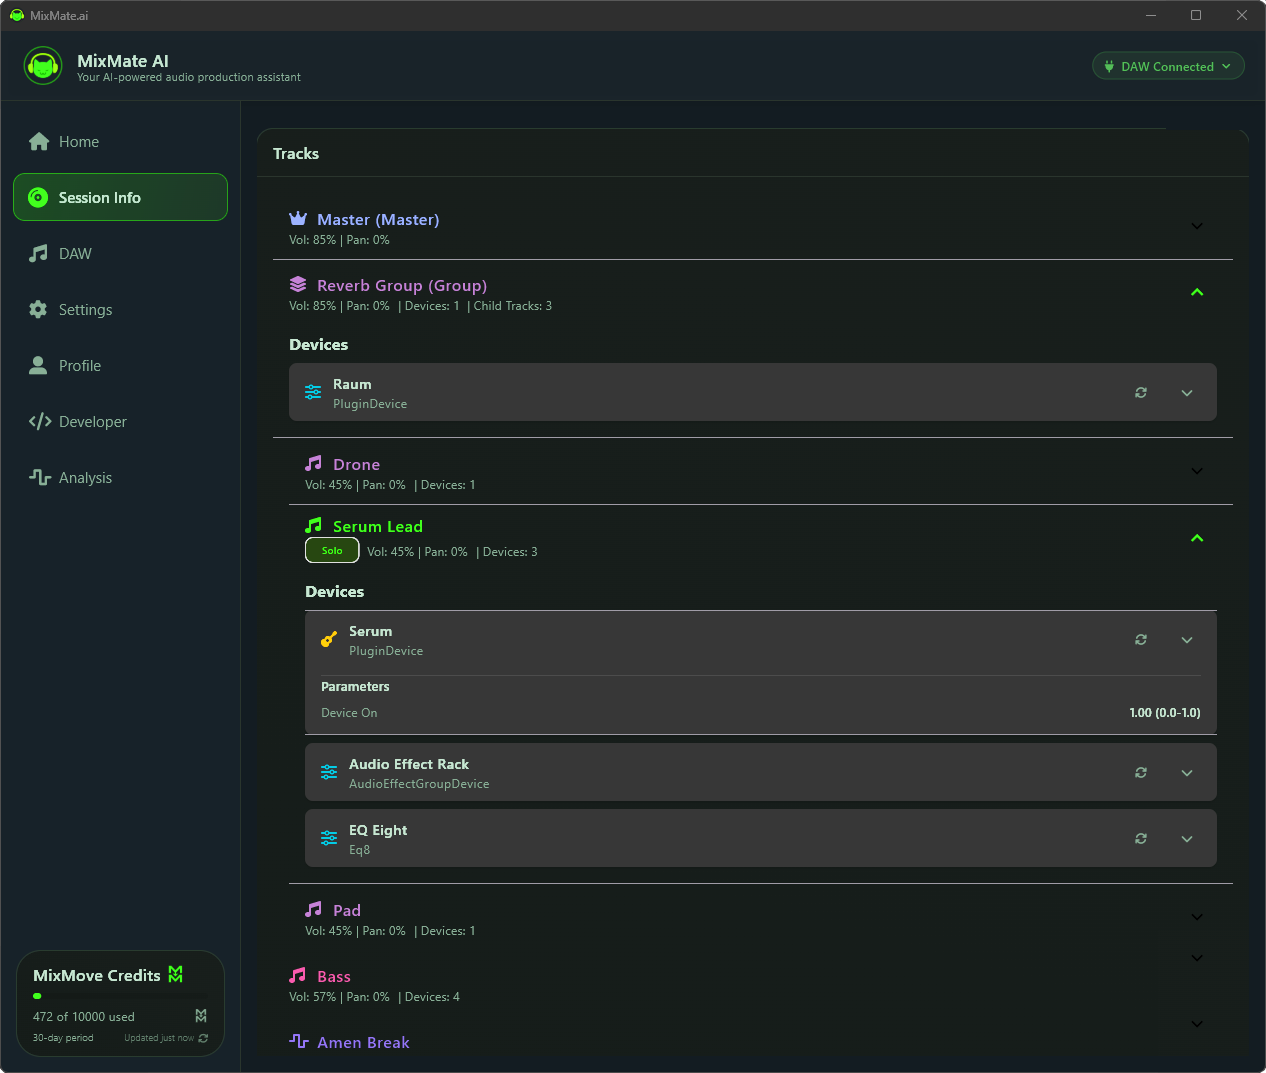 MixMate.ai
MixMate AI
Your AI-powered audio production assistant
DAW Connected
Home
Session Info
DAW
Settings
Profile
Developer
Analysis
MixMove Credits
472 of 10000 used
30-day period Updated just now
Tracks
Master (Master)
Vol: 85% | Pan: 0%
Reverb Group (Group)
Vol: 85% | Pan: 0% | Devices: 1 | Child Tracks: 3
Devices
Raum
PluginDevice
Drone
Vol: 45% | Pan: 0% | Devices: 1
Serum Lead
Solo Vol: 45% | Pan: 0% | Devices: 3
Devices
Serum
PluginDevice
Parameters
Device On 1.00 (0.0-1.0)
Audio Effect Rack
AudioEffectGroupDevice
EQ Eight
Eq8
Pad
Vol: 45% | Pan: 0% | Devices: 1
Bass
Vol: 57% | Pan: 0% | Devices: 4
Amen Break